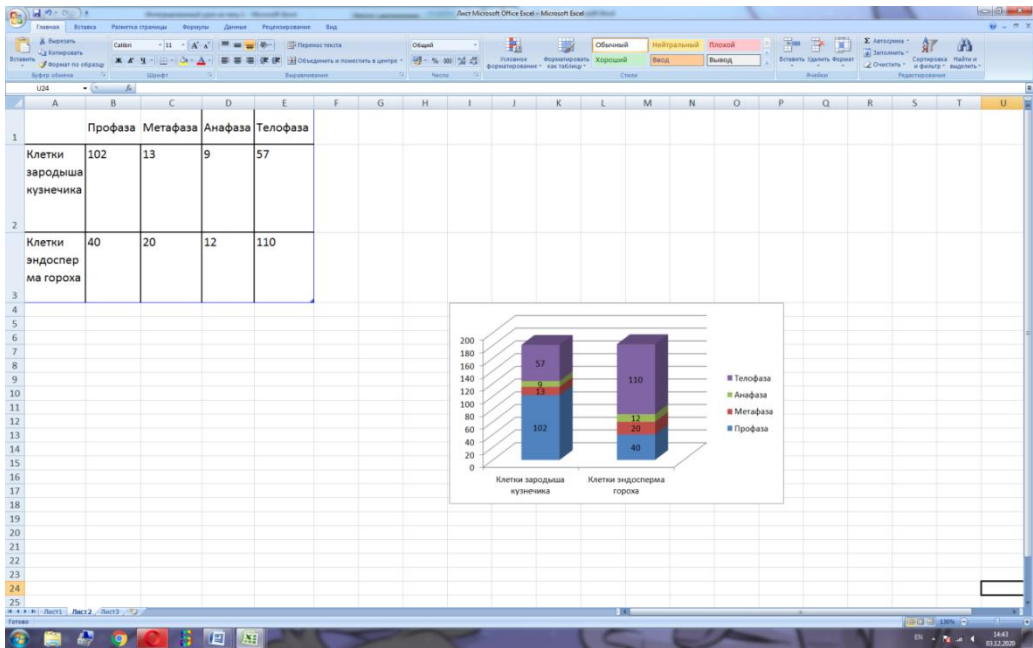 Лист Microsoft Office Excel - Microsoft Excel
Главная Вставка Разметка страницы Формулы Данные Рецензирование Вид
Вставить
Вырезать
Копировать
Формат по образцу
Буфер обмена
Calibri 11
Ж К Ч
Шрифт
Перенос текста
Объединить и поместить в центре
Выравнивание
Общий
% 000
Число
Условное форматирование
Форматировать как таблицу
Обычный Нейтральный Плохой
Хороший Ввод Вывод
Стили
Вставить Удалить Формат
Ячейки
Σ Автосумма
Заполнить
Очистить
Сортировка и фильтр
Найти и выделить
Редактирование
U24 fx
A B C D E F G H I J K L M N O P Q R S T U
1 Профаза Метафаза Анафаза Телофаза
Клетки 102 13 9 57
зародыша
кузнечика
2
Клетки 40 20 12 110
эндоспер
ма гороха
3
4
5
6
7
8
9
10
11
12
13
14
15
16
17
18
19
20
21
22
23
24
25
200
180
160
140
120
100
80
60
40
20
0
57
9
13
102
110
12
20
40
Клетки зародыша
кузнечика
Клетки эндосперма
гороха
Телофаза
Анафаза
Метафаза
Профаза
Лист1 Лист2 Лист3
Готово
130%
EN
14:43
03.12.2020